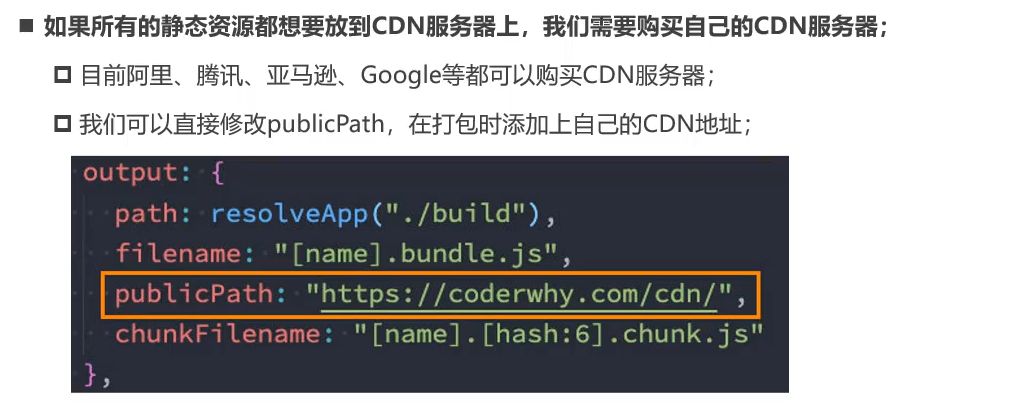 ■ 如果所有的静态资源都想要放到CDN服务器上，我们需要购买自己的CDN服务器；
目前阿里、腾讯、亚马逊、Google等都可以购买CDN服务器；
我们可以直接修改publicPath，在打包时添加上自己的CDN地址；
output: {
path: resolveApp("./build"),
filename: "[name].bundle.js",
publicPath: "https://coderwhy.com/cdn/",
chunkFilename: "[name].[hash:6].chunk.js"
},